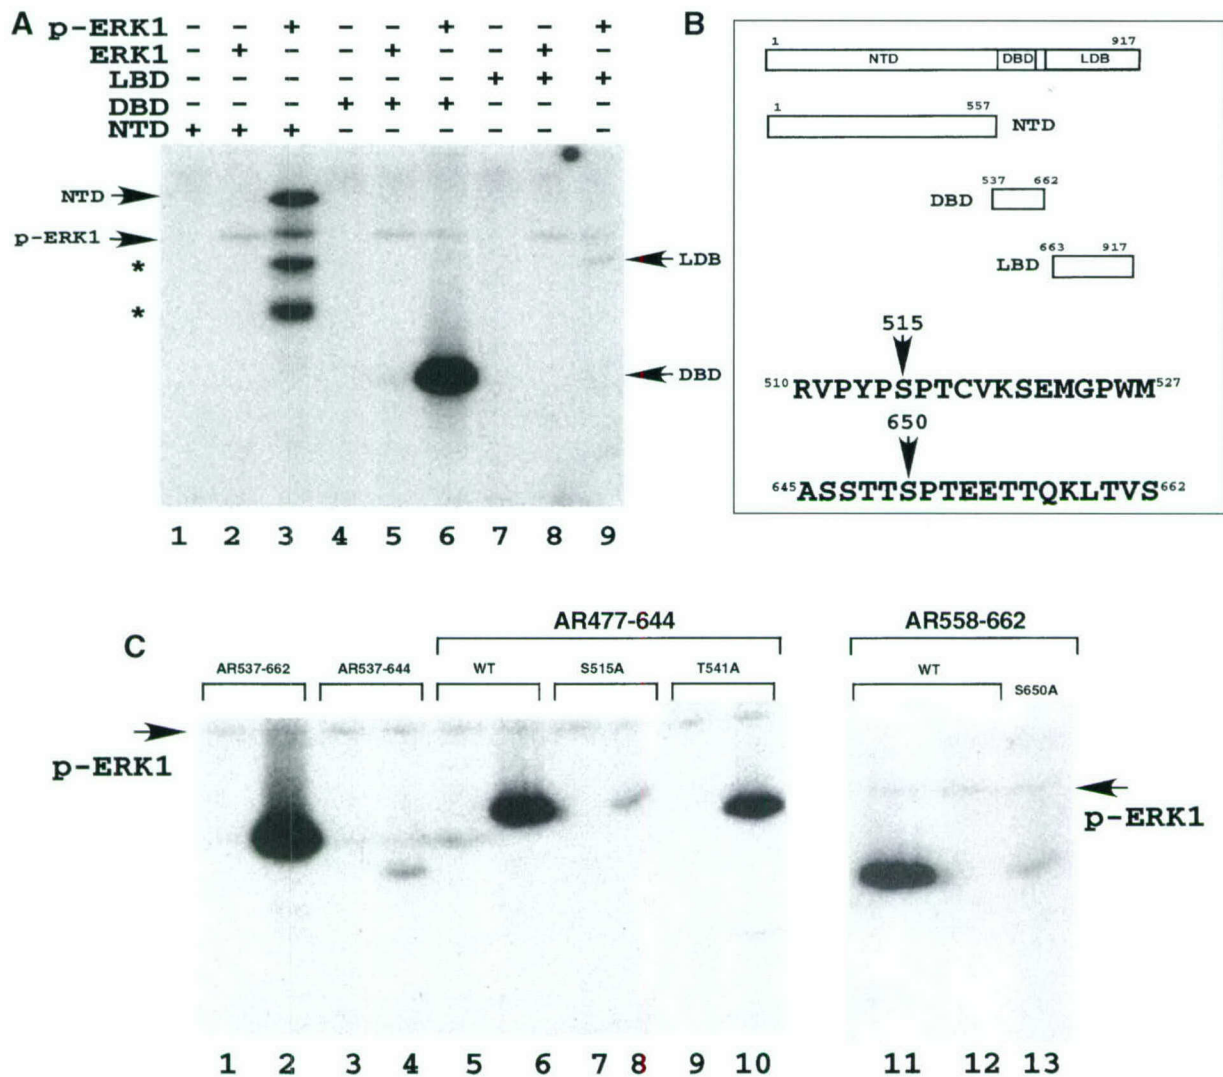 A
p-ERK1 - - + - - + - - +
ERK1 - + - - + - - + -
LBD - - - - - - + + +
DBD - - - + + + - - -
NTD + + + - - - - - -
NTD
p-ERK1
*
*
LDB
DBD
1 2 3 4 5 6 7 8 9
B
1 917
NTD DBD LDB
1 557
NTD
537 662
DBD
663 917
LBD
515
510 RVPYPSPTCVKSEMGPWM 527
650
645 ASSTTSPTEETTQKLTVS 662
C
AR477-644
AR558-662
AR537-662 AR537-644 WT S515A T541A
WT S650A
p-ERK1
p-ERK1
1 2 3 4 5 6 7 8 9 10 11 12 13